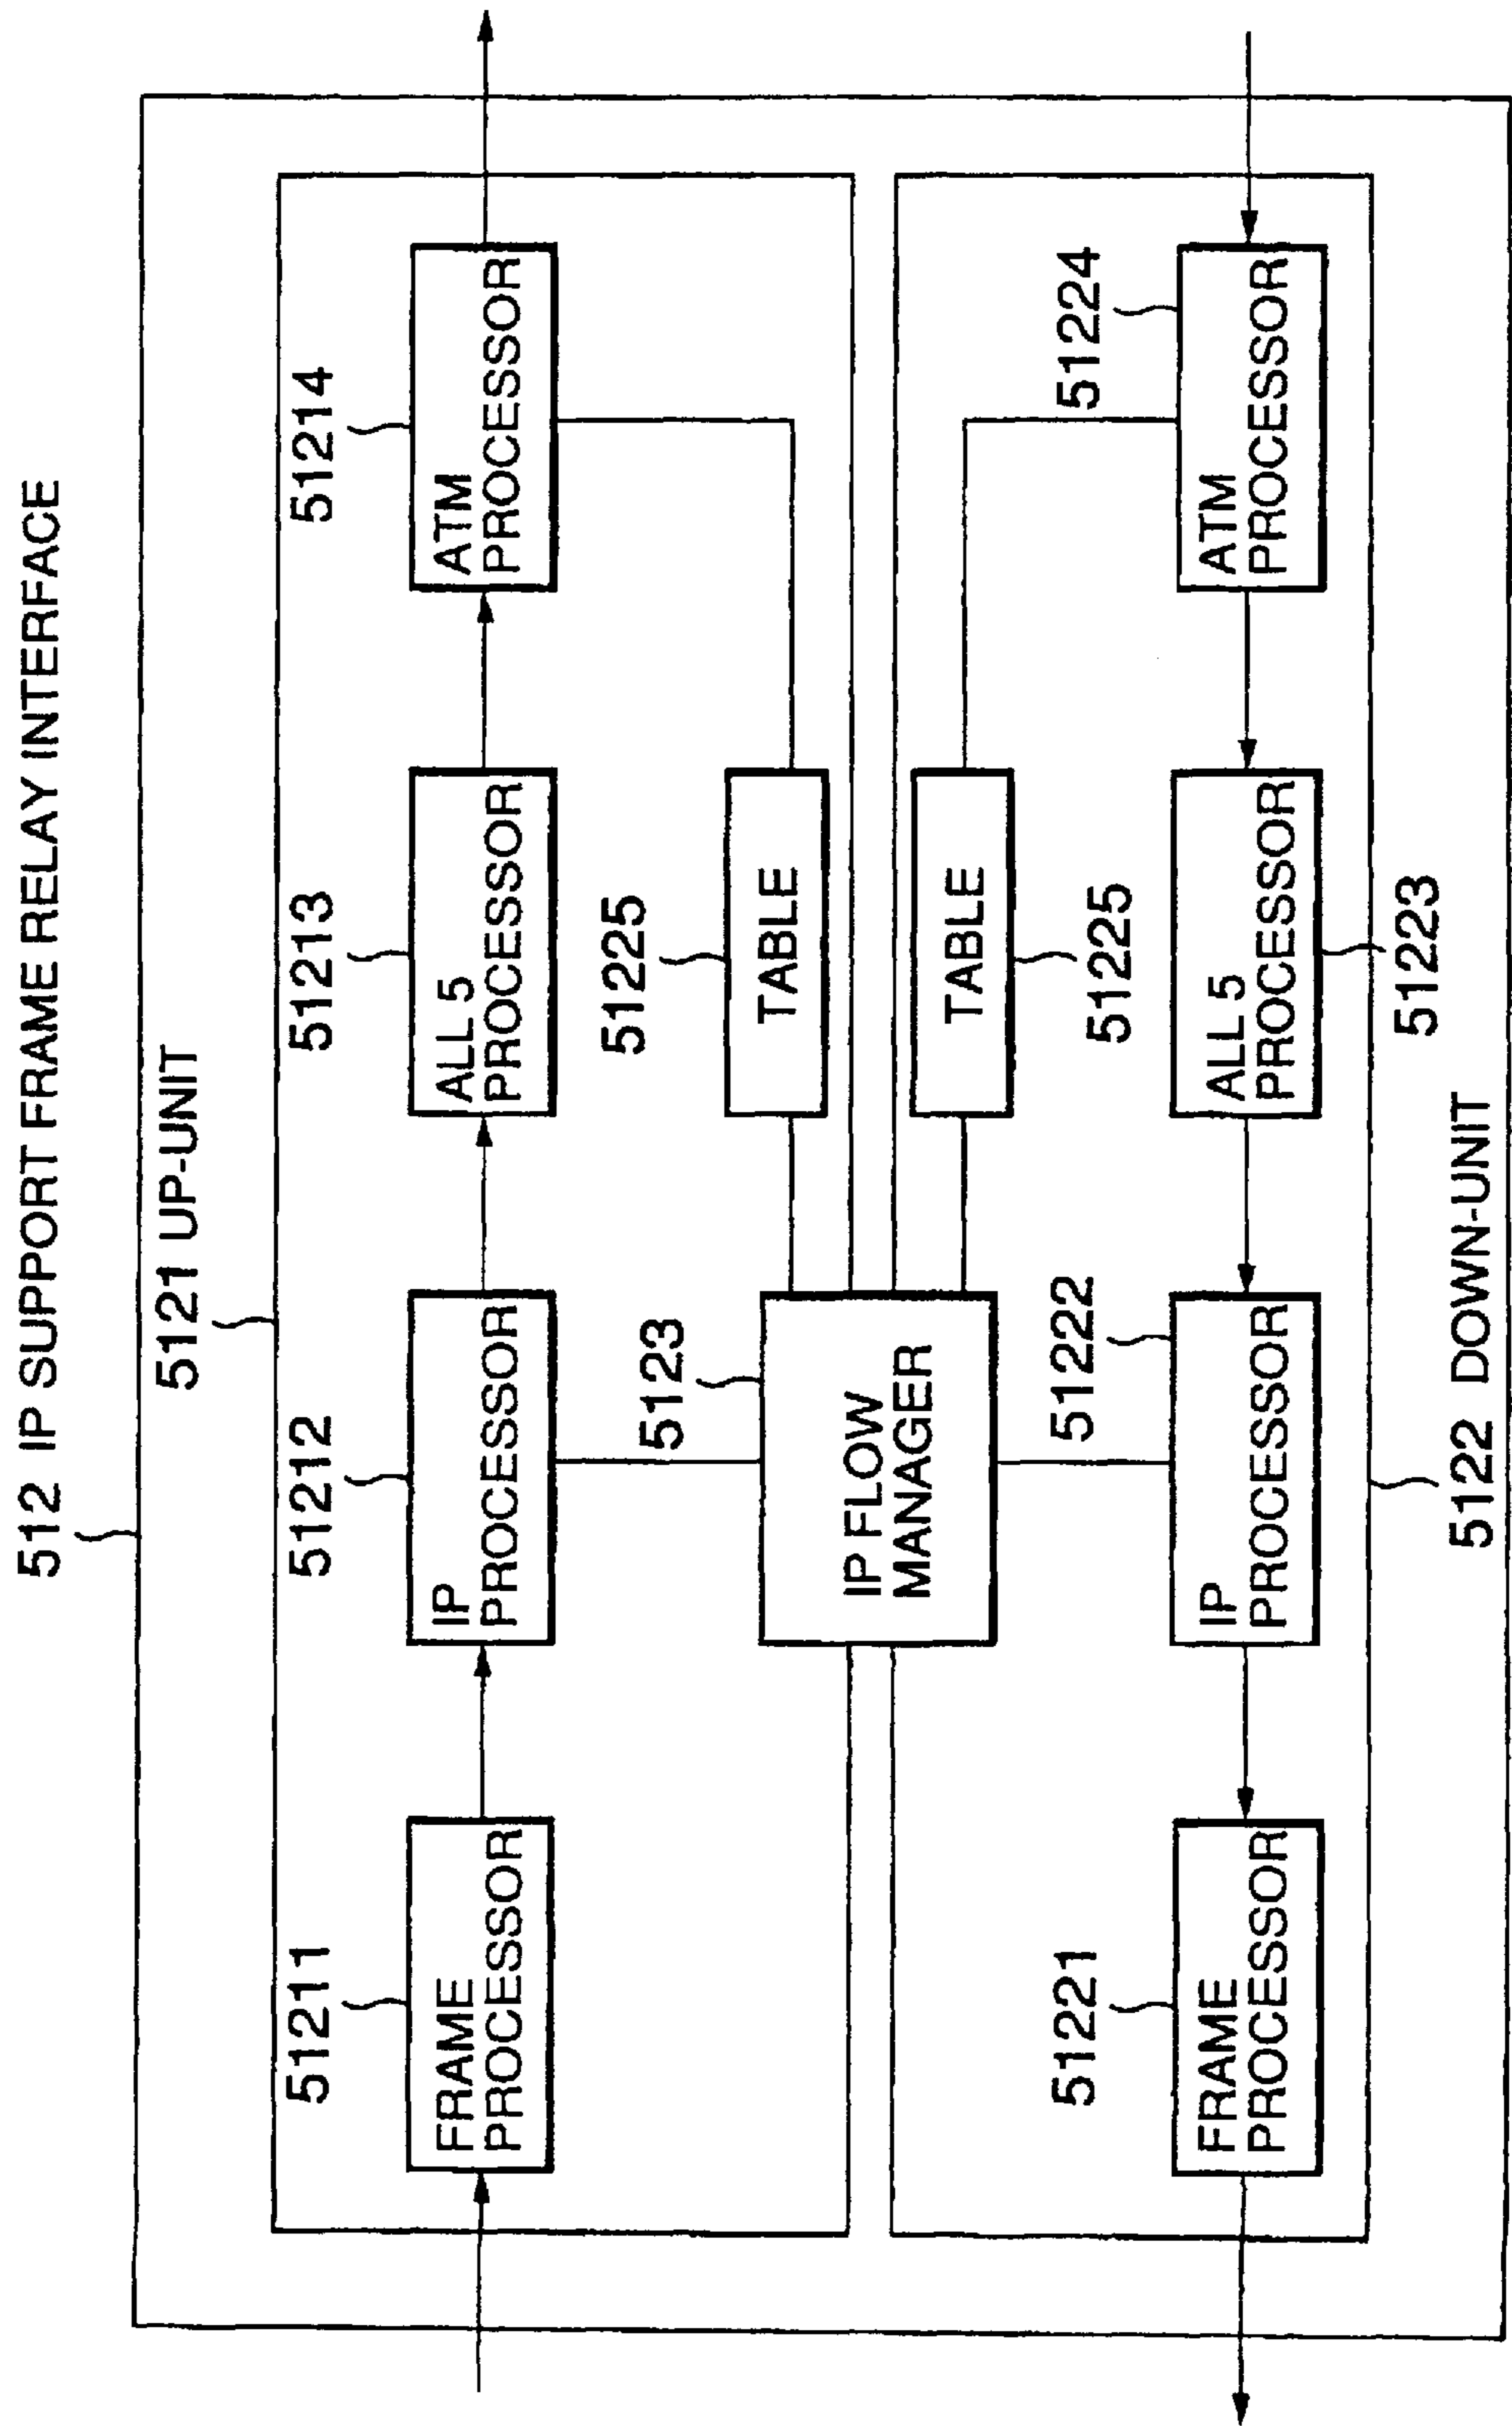 512 IP SUPPORT FRAME RELAY INTERFACE
5121 UP-UNIT
51211
FRAME
PROCESSOR
51212
IP
PROCESSOR
51213
ALL 5
PROCESSOR
51214
ATM
PROCESSOR
51225
TABLE
5123
IP FLOW
MANAGER
TABLE
51225
51221
FRAME
PROCESSOR
51222
IP
PROCESSOR
ALL 5
PROCESSOR
51223
51224
ATM
PROCESSOR
5122 DOWN-UNIT